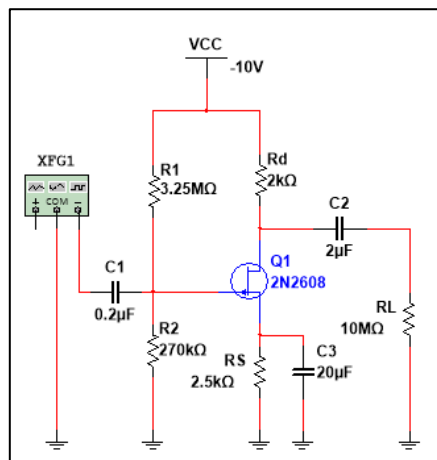 VCC
-10V
XFG1
+ COM -
R1
3.25MΩ
Rd
2kΩ
C2
2µF
Q1
2N2608
C1
0.2µF
R2
270kΩ
RS
2.5kΩ
C3
20µF
RL
10MΩ